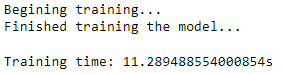 Begining training...
Finished training the model...
Training time: 11.289488554000854s